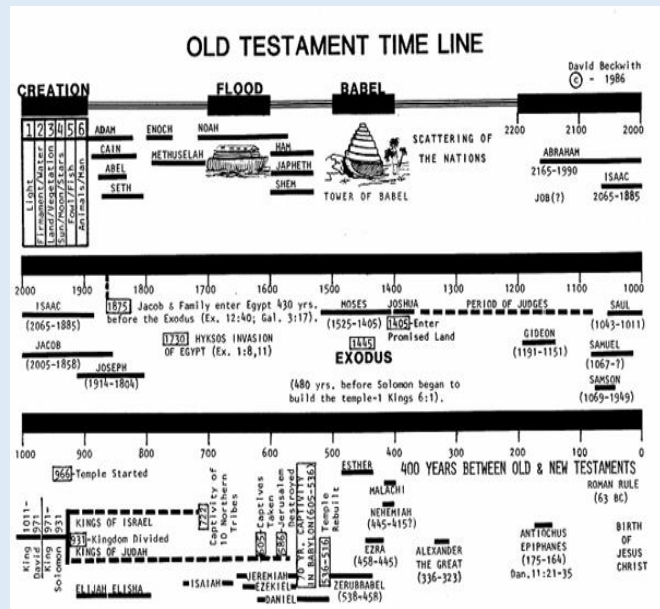 OLD TESTAMENT TIME LINE
David Beckwith
© - 1986
CREATION
FLOOD
BABEL
1 2 3 4 5 6
Light
Firmament/Water
Land/Vegetation
Sun/Moon/Stars
Fowl/Fish
Animals/Man
ADAM
CAIN
ABEL
SETH
ENOCH
METHUSELAH
NOAH
HAM
JAPHETH
SHEM
TOWER OF BABEL
SCATTERING OF
THE NATIONS
2200 2100 2000
ABRAHAM
2165-1990
ISAAC
2065-1885
JOB(?)
2000 1900 1800 1700 1600 1500 1400 1300 1200 1100 1000
ISAAC
(2065-1885)
JACOB
(2005-1858)
JOSEPH
(1914-1804)
1875 Jacob & Family enter Egypt 430 yrs.
before the Exodus (Ex. 12:40; Gal. 3:17).
1730 HYKSOS INVASION
OF EGYPT (Ex. 1:8,11)
MOSES
(1525-1405)
JOSHUA
1405-Enter
Promised Land
1445
EXODUS
(480 yrs. before Solomon began to
build the temple-1 Kings 6:1).
PERIOD OF JUDGES
GIDEON
(1191-1151)
SAUL
(1043-1011)
SAMUEL
(1067-?)
SAMSON
(1069-1949)
1000 900 800 700 600 500 400 300 200 100 0
966-Temple Started
King 1011-
David 971
King 971-
Solomon 931
KINGS OF ISRAEL
931-Kingdom Divided
KINGS OF JUDAH
ELIJAH ELISHA
722 Captivity of
10 Northern
Tribes
ISAIAH
605 Captives
Taken
586 Jerusalem
Destroyed
70 YR. CAPTIVITY
IN BABYLON(605-536)
536-516 Temple
Rebuilt
JEREMIAH
EZEKIEL
DANIEL
ESTHER
MALACHI
NEHEMIAH
(445-415?)
EZRA
(458-445)
ZERUBBABEL
(538-458)
400 YEARS BETWEEN OLD & NEW TESTAMENTS
ALEXANDER
THE GREAT
(336-323)
ANTIOCHUS
EPIPHANES
(175-164)
Dan.11:21-35
ROMAN RULE
(63 BC)
BIRTH
OF
JESUS
CHRIST